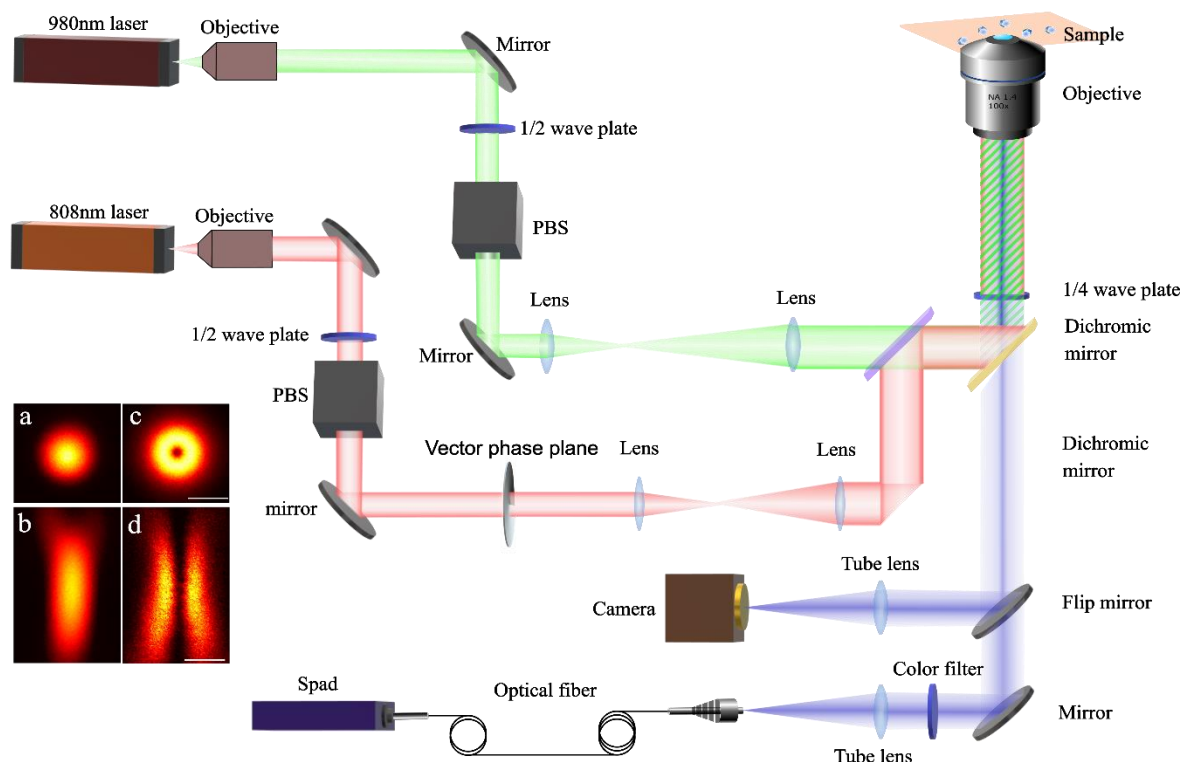 980nm laser
Objective
Mirror
Sample
Objective
NA 1.4
100x
1/2 wave plate
808nm laser
Objective
PBS
1/4 wave plate
Lens
Lens
Dichromic
mirror
1/2 wave plate
Mirror
PBS
a
c
Vector phase plane
Lens
Lens
Dichromic
mirror
mirror
b
d
Tube lens
Camera
Flip mirror
Color filter
Spad
Optical fiber
Mirror
Tube lens